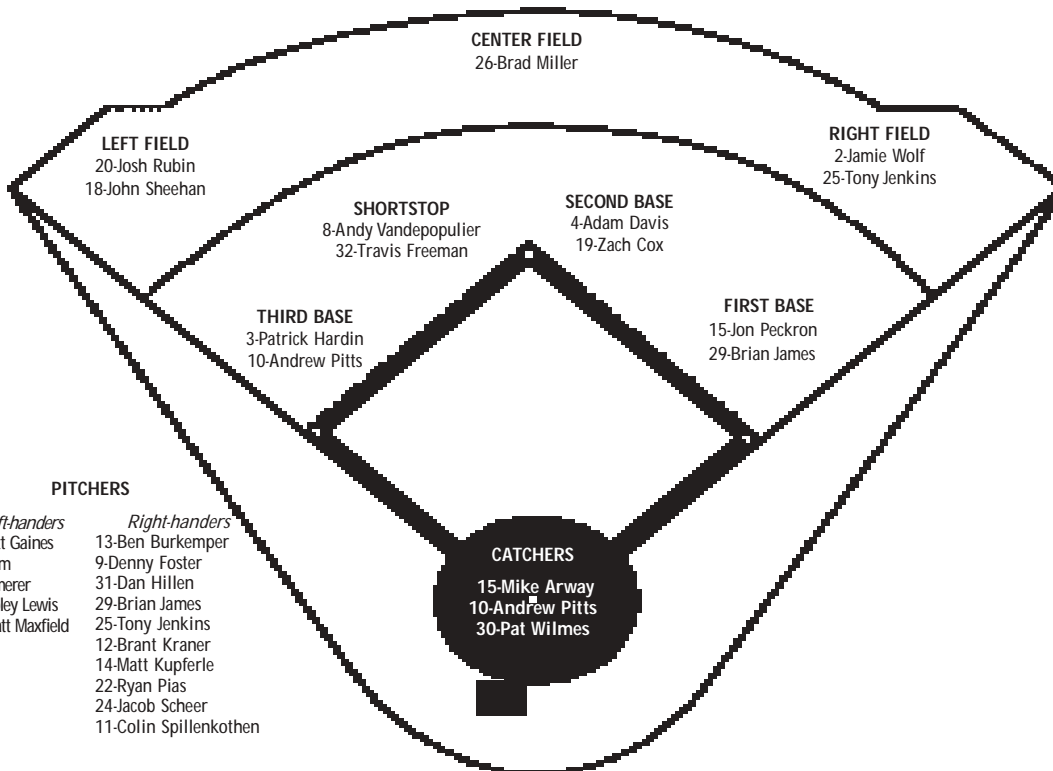 CENTER FIELD
26-Brad Miller
LEFT FIELD
20-Josh Rubin
18-John Sheehan
RIGHT FIELD
2-Jamie Wolf
25-Tony Jenkins
SHORTSTOP
8-Andy Vandepopulier
32-Travis Freeman
SECOND BASE
4-Adam Davis
19-Zach Cox
THIRD BASE
3-Patrick Hardin
10-Andrew Pitts
FIRST BASE
15-Jon Peckron
29-Brian James
PITCHERS
Gaines
Lewis
Maxfield
Right-handers
13-Ben Burkemper
9-Denny Foster
31-Dan Hillen
29-Brian James
25-Tony Jenkins
12-Brant Kraner
14-Matt Kupferle
22-Ryan Pias
24-Jacob Scheer
11-Colin Spillenkothen
CATCHERS
15-Mike Arway
10-Andrew Pitts
30-Pat Wilmes